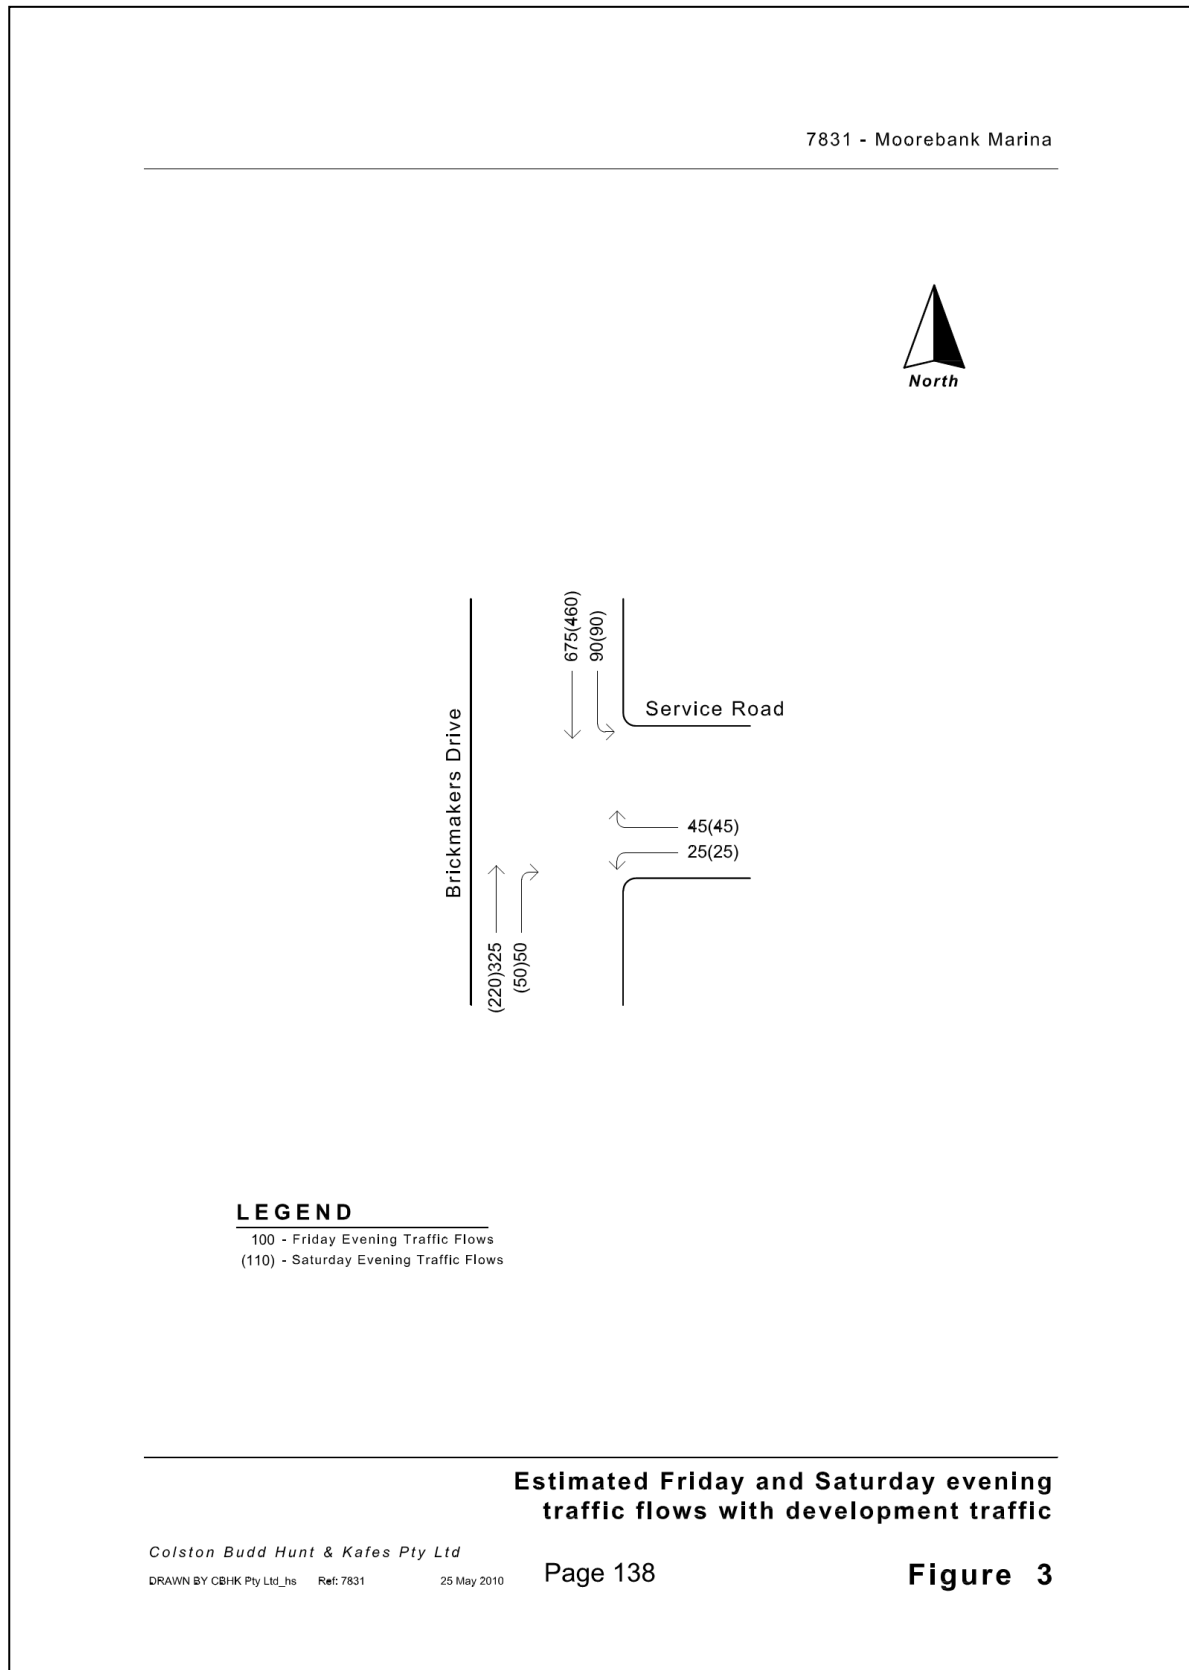 7831 - Moorebank Marina
North
675(460)
90(90)
Service Road
Brickmakers Drive
45(45)
25(25)
(220)325
(50)50
LEGEND
100 - Friday Evening Traffic Flows
(110) - Saturday Evening Traffic Flows
Estimated Friday and Saturday evening
traffic flows with development traffic
Colston Budd Hunt & Kafes Pty Ltd
DRAWN BY CBHK Pty Ltd_hs Ref: 7831 25 May 2010
Page 138
Figure 3